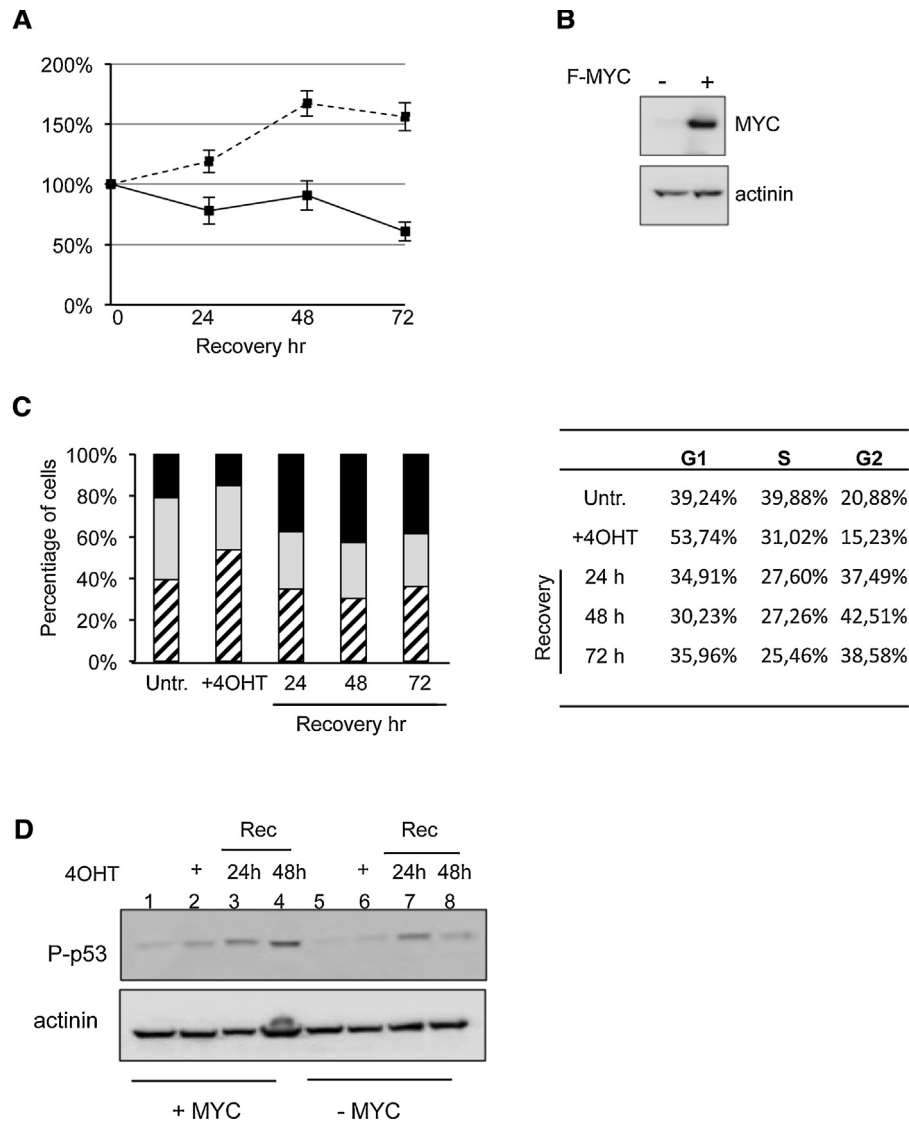 A
200%
150%
100%
50%
0%
0 24 48 72
Recovery hr
B
F-MYC - +
MYC
actinin
C
Percentiage of cells
100%
80%
60%
40%
20%
0%
Untr. +4OHT 24 48 72
Recovery hr
G1 S G2
Untr. 39,24% 39,88% 20,88%
+4OHT 53,74% 31,02% 15,23%
Recovery
24 h 34,91% 27,60% 37,49%
48 h 30,23% 27,26% 42,51%
72 h 35,96% 25,46% 38,58%
D
Rec Rec
4OHT + 24h 48h + 24h 48h
1 2 3 4 5 6 7 8
P-p53
actinin
+ MYC - MYC